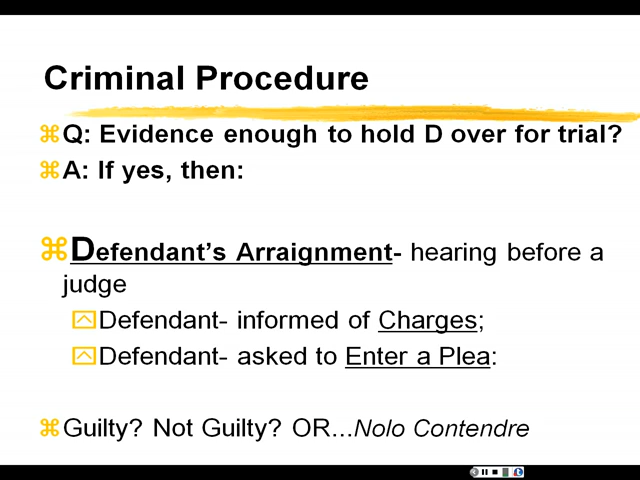 Criminal Procedure
Q: Evidence enough to hold D over for trial?
A: If yes, then:
Defendant’s Arraignment- hearing before a
judge
Defendant- informed of Charges;
Defendant- asked to Enter a Plea:
Guilty? Not Guilty? OR...Nolo Contendre